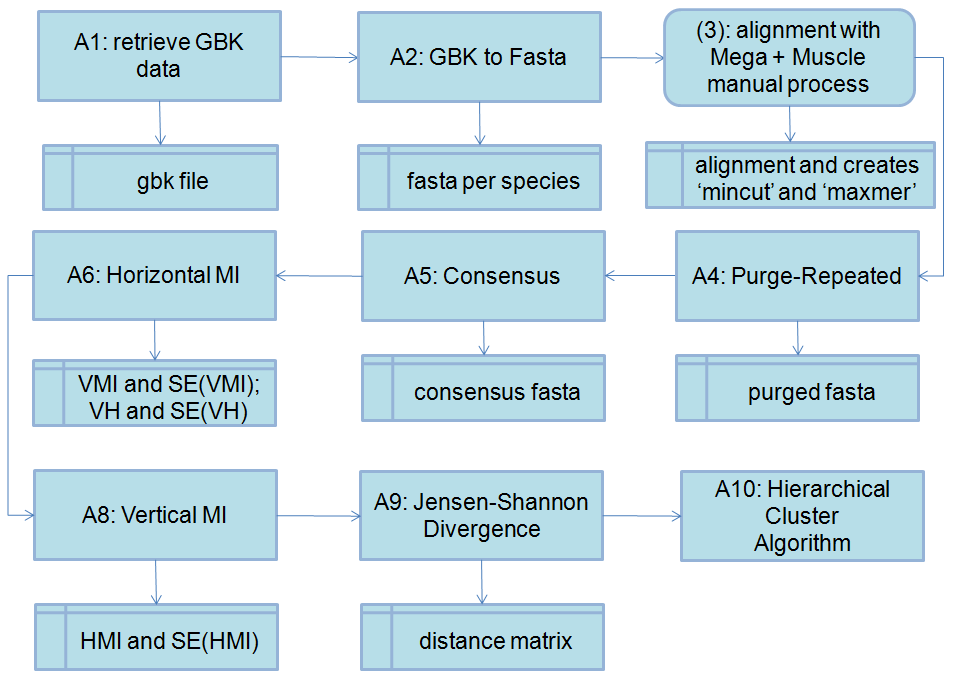 A1: retrieve GBK
data
A2: GBK to Fasta
(3): alignment with
Mega + Muscle
manual process
gbk file
fasta per species
alignment and creates
‘mincut’ and ‘maxmer’
A6: Horizontal MI
A5: Consensus
A4: Purge-Repeated
VMI and SE(VMI);
VH and SE(VH)
consensus fasta
purged fasta
A8: Vertical MI
A9: Jensen-Shannon
Divergence
A10: Hierarchical
Cluster
Algorithm
HMI and SE(HMI)
distance matrix